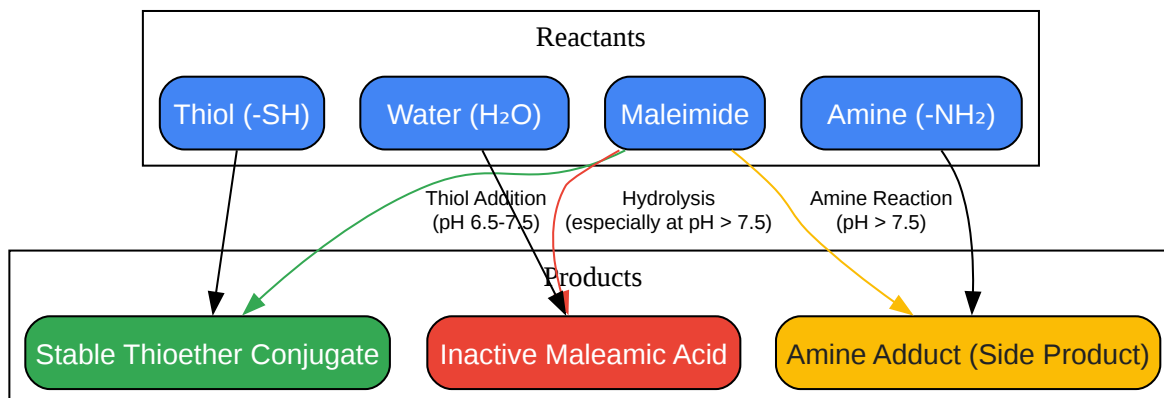 Reactants
Thiol (-SH)
Water (H₂O)
Maleimide
Amine (-NH₂)
Thiol Addition
(pH 6.5-7.5)
Hydrolysis
(especially at pH > 7.5)
Amine Reaction
(pH > 7.5)
Products
Stable Thioether Conjugate
Inactive Maleamic Acid
Amine Adduct (Side Product)